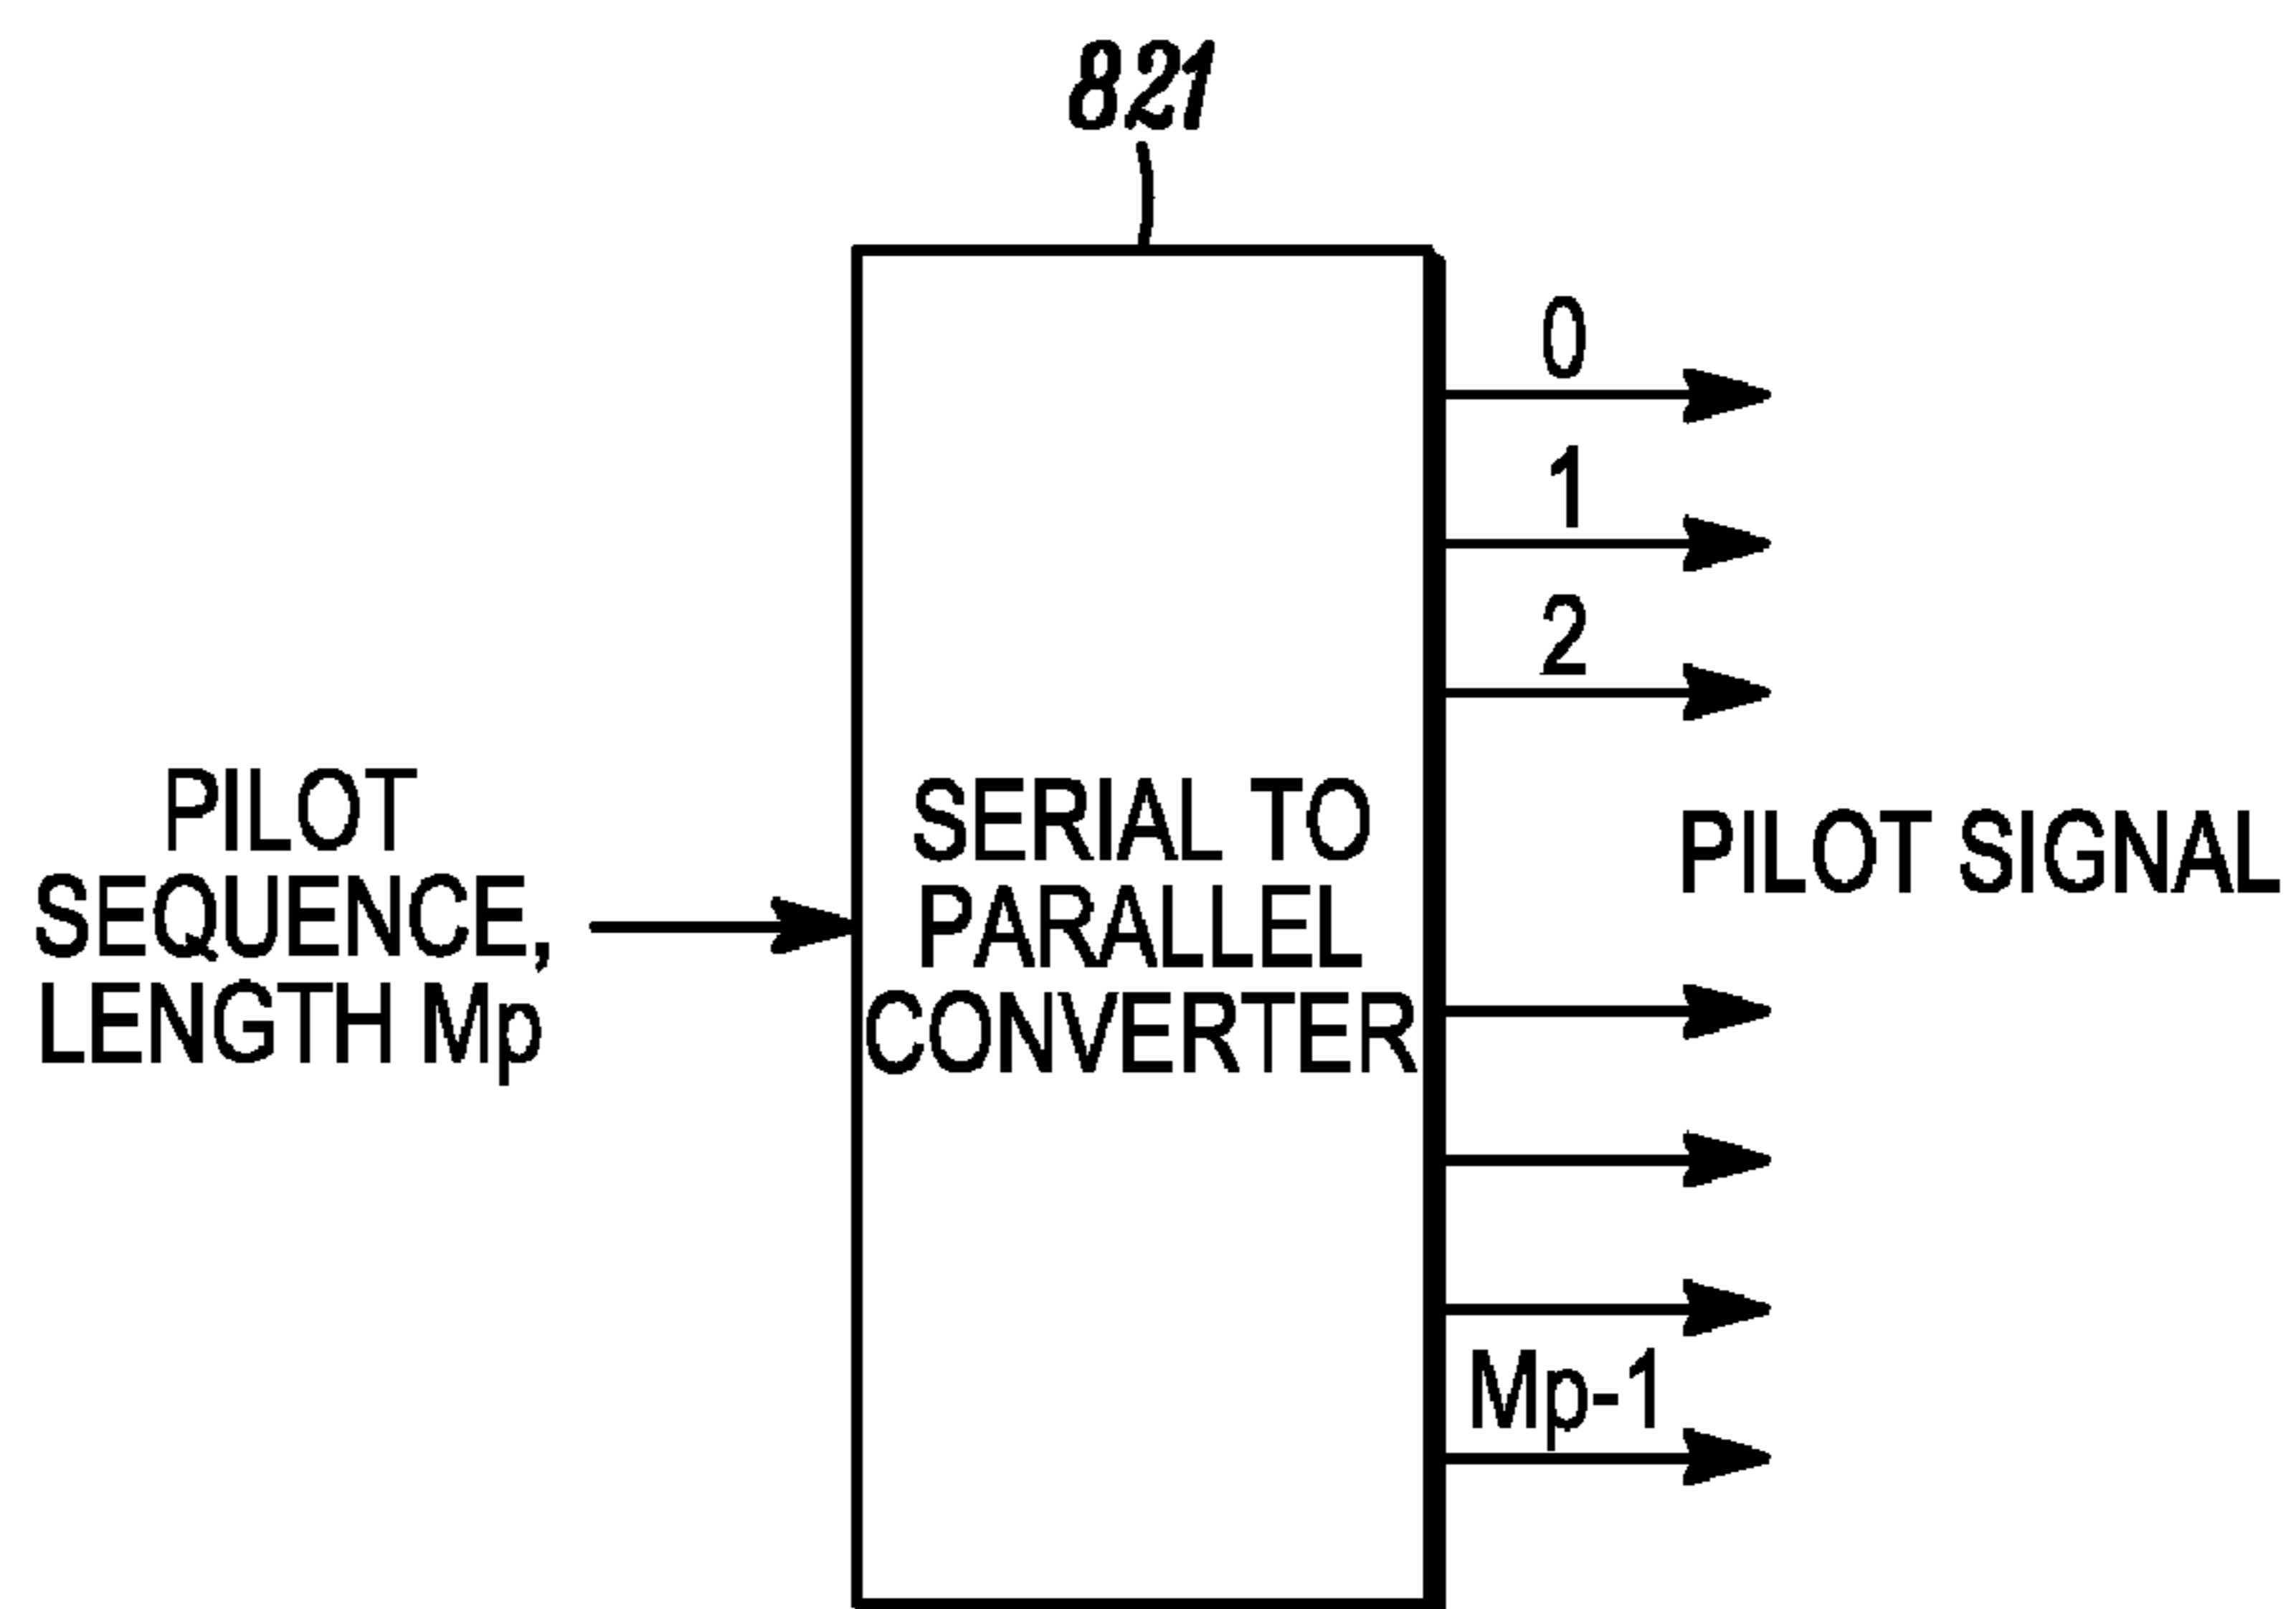 821
0
1
2
PILOT
SEQUENCE,
LENGTH Mp
SERIAL TO
PARALLEL
CONVERTER
PILOT SIGNAL
Mp-1